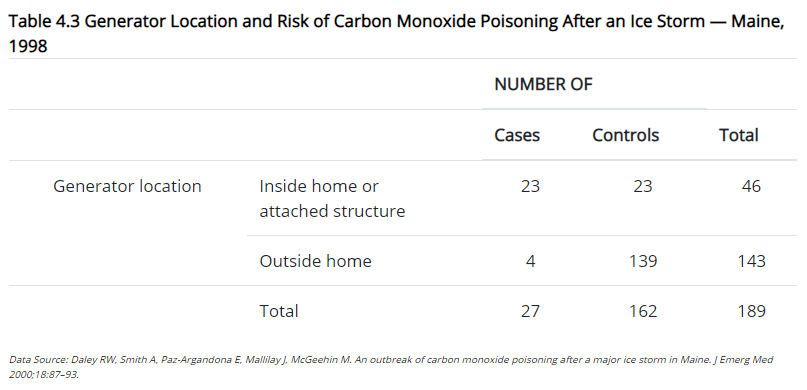 Table 4.3 Generator Location and Risk of Carbon Monoxide Poisoning After an Ice Storm — Maine,
1998
NUMBER OF
Cases Controls Total
Generator location Inside home or 23 23 46
attached structure
Outside home 4 139 143
Total 27 162 189
Data Source: Daley RW, Smith A, Paz-Argandona E, Mallilay J, McGeehin M. An outbreak of carbon monoxide poisoning after a major ice storm in Maine. J Emerg Med
2000;18:87–93.